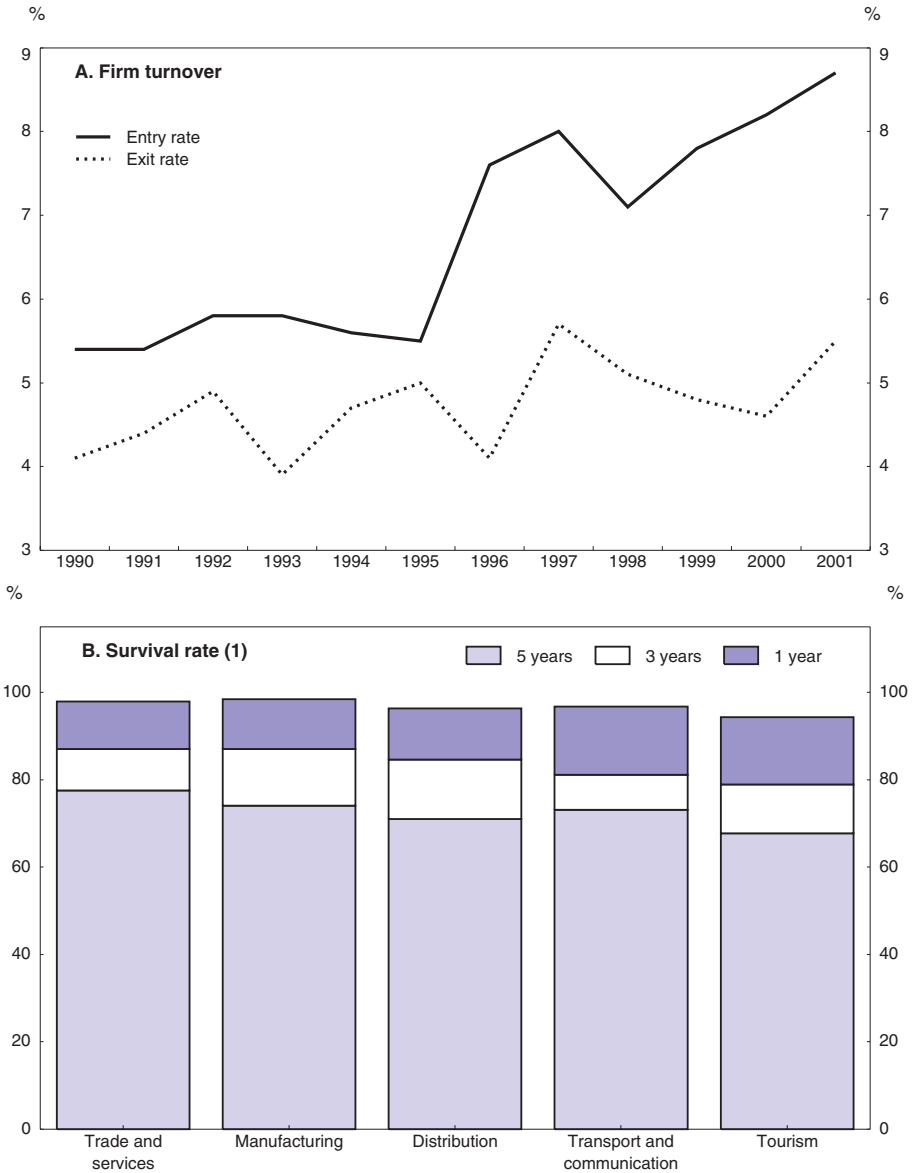 % %
9 9
A. Firm turnover
Entry rate
Exit rate
8 8
7 7
6 6
5 5
4 4
3 3
1990 1991 1992 1993 1994 1995 1996 1997 1998 1999 2000 2001
% %
B. Survival rate (1)
5 years 3 years 1 year
100 100
80 80
60 60
40 40
20 20
0 0
Trade and services Manufacturing Distribution Transport and communication Tourism